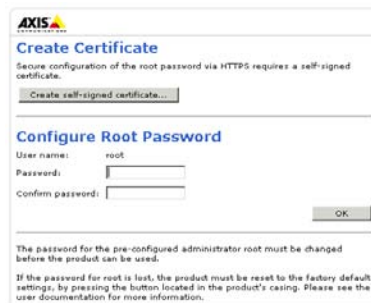 AXIS
COMMUNICATIONS
Create Certificate
Secure configuration of the root password via HTTPS requires a self-signed
certificate.
Create self-signed certificate...
Configure Root Password
User name: root
Password:
Confirm password:
OK
The password for the pre-configured administrator root must be changed
before the product can be used.
If the password for root is lost, the product must be reset to the factory default
settings, by pressing the button located in the product's casing. Please see the
user documentation for more information.